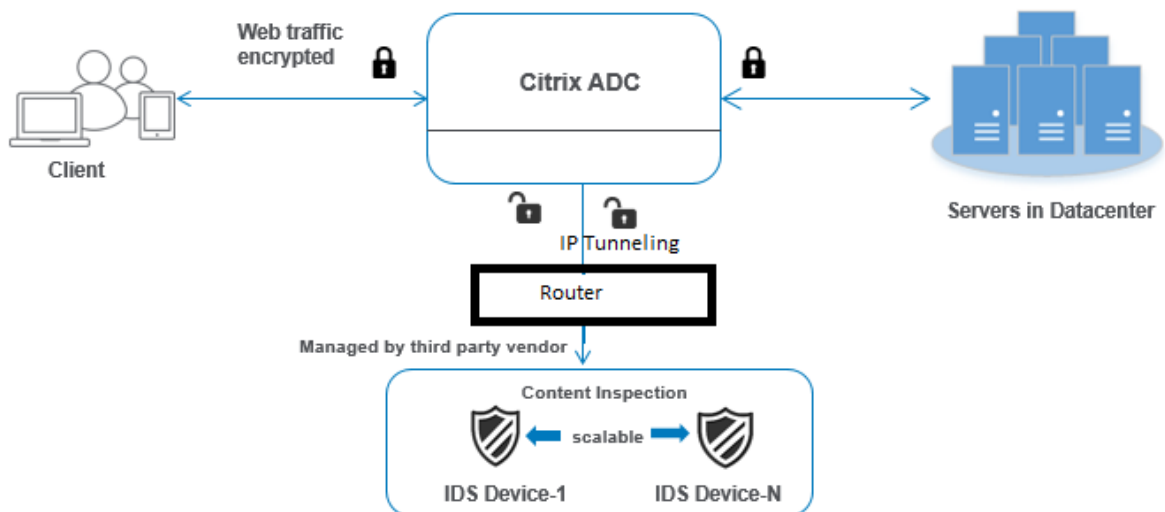 Web traffic
encrypted
Citrix ADC
Client
Servers in Datacenter
IP Tunneling
Router
Managed by third party vendor
Content Inspection
scalable
IDS Device-1
IDS Device-N